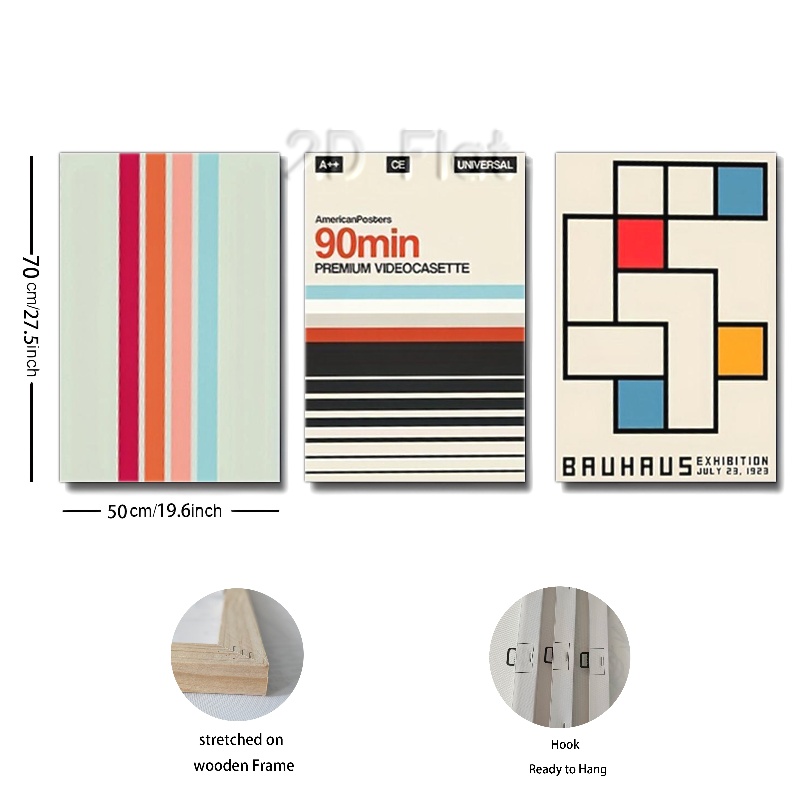 2D Flat
A++ CE UNIVERSAL
AmericanPosters
90min
PREMIUM VIDEOCASETTE
BAUHAUS EXHIBITION
JULY 23, 1923
70 cm/27.5inch
50cm/19.6inch
stretched on
wooden Frame
Hook
Ready to Hang